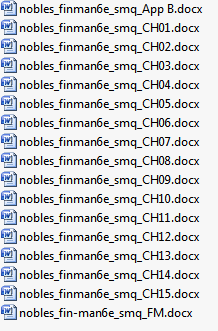 nobles_finman6e_smq_App B.docx
nobles_finman6e_smq_CH01.docx
nobles_finman6e_smq_CH02.docx
nobles_finman6e_smq_CH03.docx
nobles_finman6e_smq_CH04.docx
nobles_finman6e_smq_CH05.docx
nobles_finman6e_smq_CH06.docx
nobles_finman6e_smq_CH07.docx
nobles_finman6e_smq_CH08.docx
nobles_finman6e_smq_CH09.docx
nobles_finman6e_smq_CH10.docx
nobles_finman6e_smq_CH11.docx
nobles_finman6e_smq_CH12.docx
nobles_finman6e_smq_CH13.docx
nobles_finman6e_smq_CH14.docx
nobles_finman6e_smq_CH15.docx
nobles_fin-man6e_smq_FM.docx